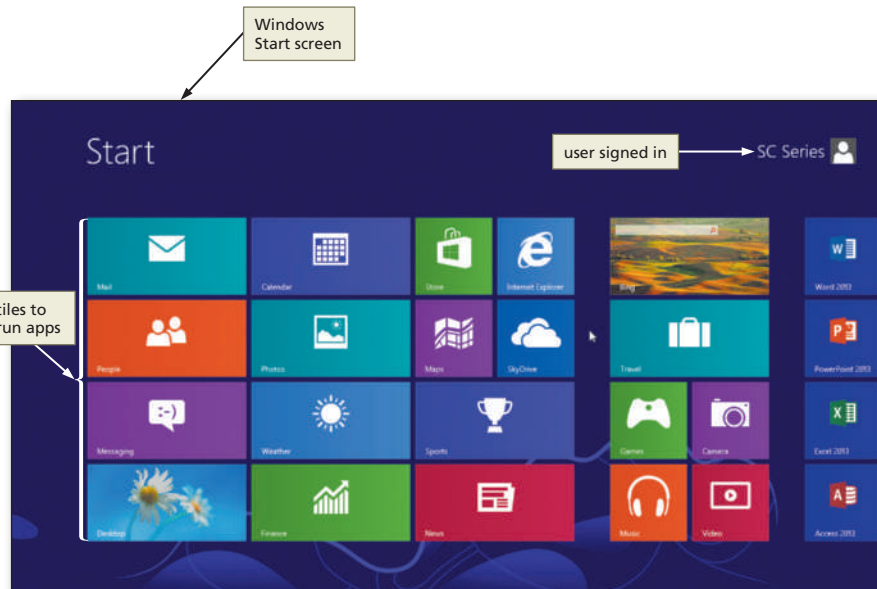 Windows
Start screen
Start
user signed in
SC Series
Mail
Calendar
Store
Internet Explorer
Bing
Word 2013
tiles to
run apps
People
Photos
Maps
SkyDrive
Travel
PowerPoint 2013
Messaging
:-)
Weather
Sports
Games
Camera
Excel 2013
Desktop
Finance
News
Music
Video
Access 2013